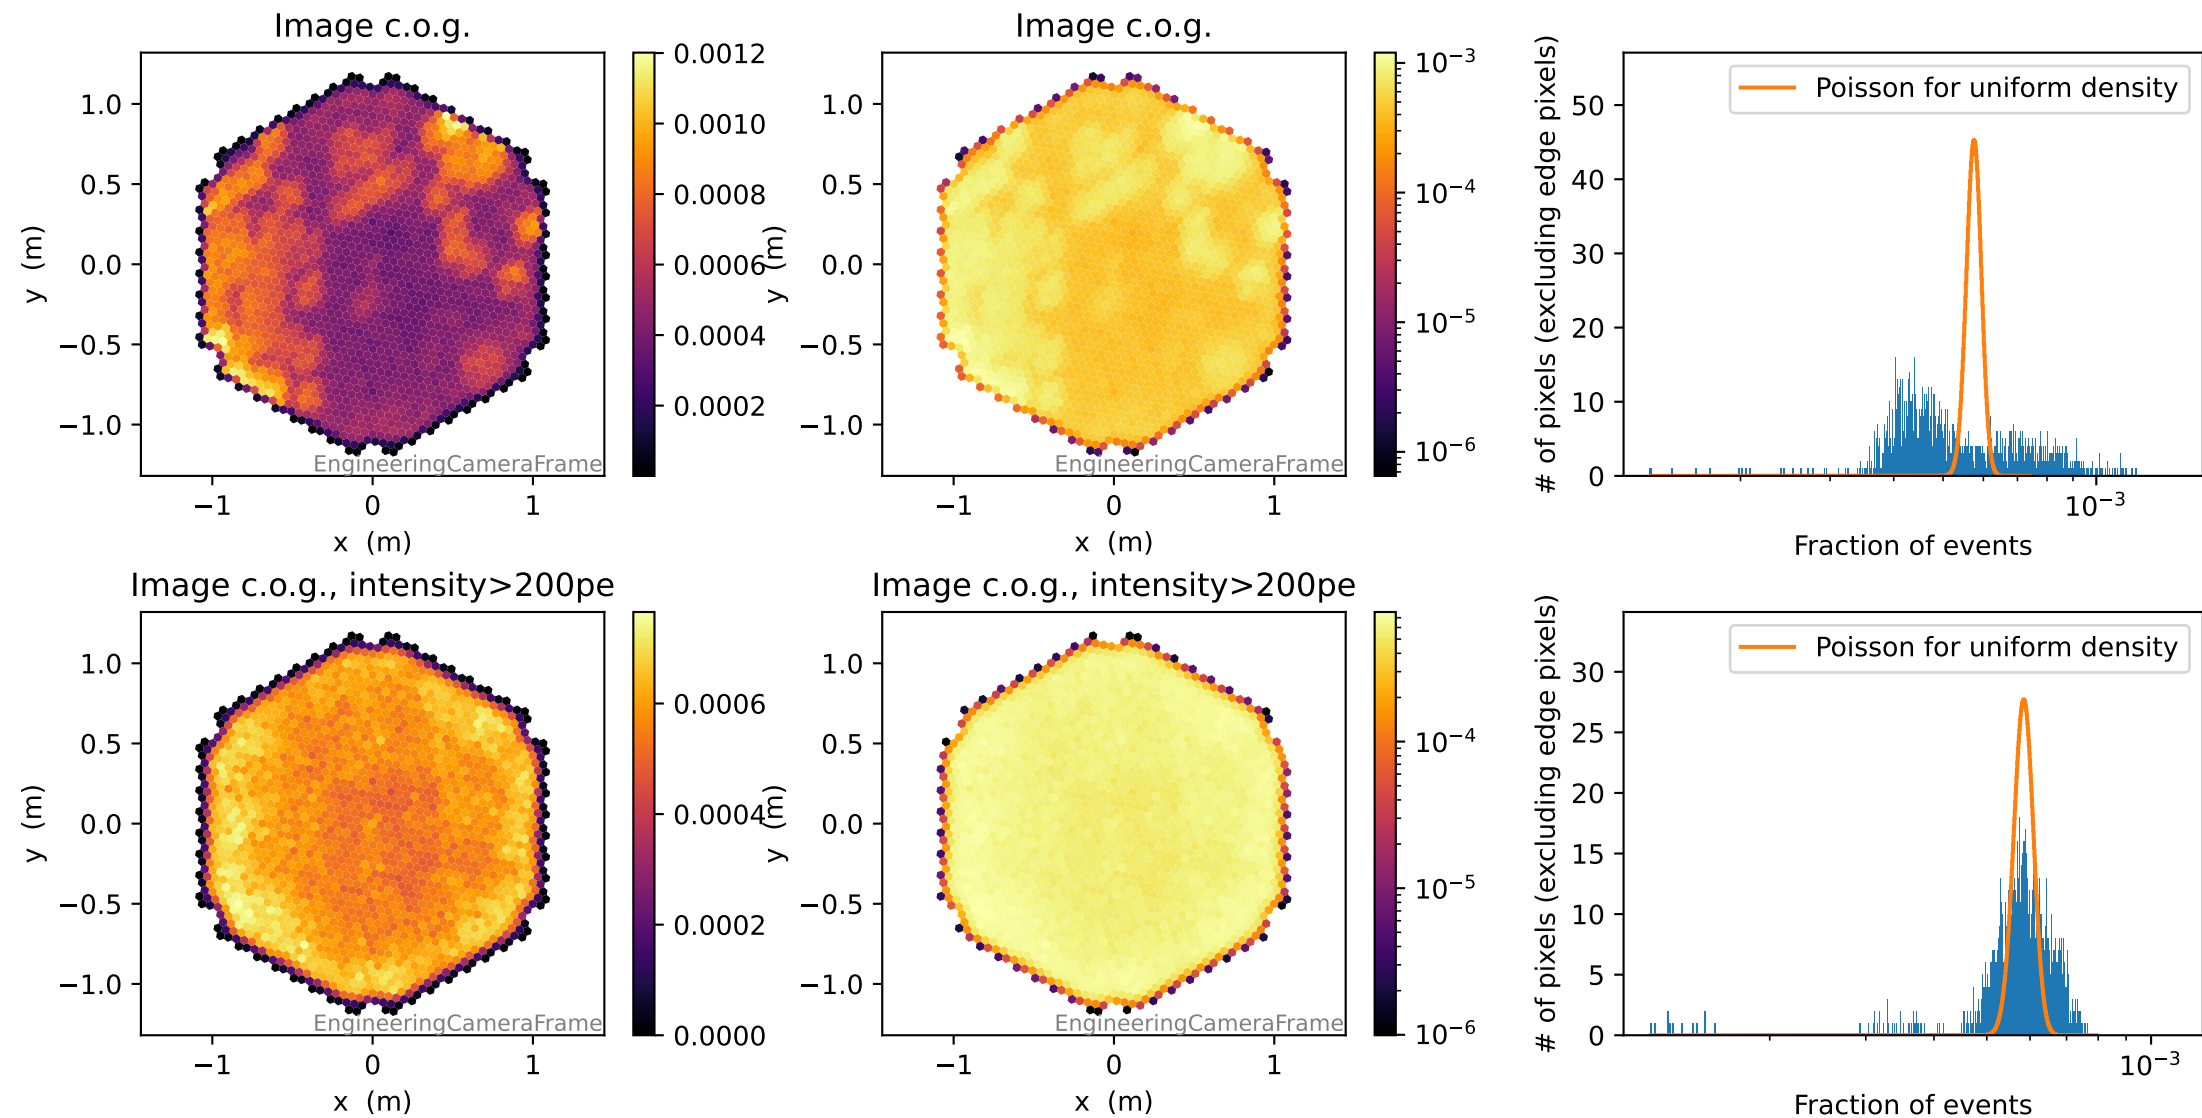 Image c.o.g.
1.0
0.5
0.0
−0.5
−1.0
y (m)
−1
0
1
x (m)
EngineeringCameraFrame
0.0012
0.0010
0.0008
0.0006
0.0004
0.0002
Image c.o.g.
1.0
0.5
0.0
−0.5
−1.0
y (m)
−1
0
1
x (m)
EngineeringCameraFrame
10⁻³
10⁻⁴
10⁻⁵
10⁻⁶
Poisson for uniform density
50
40
30
20
10
0
# of pixels (excluding edge pixels)
10⁻³
Fraction of events
Image c.o.g., intensity>200pe
1.0
0.5
0.0
−0.5
−1.0
y (m)
−1
0
1
x (m)
EngineeringCameraFrame
0.0006
0.0004
0.0002
0.0000
Image c.o.g., intensity>200pe
1.0
0.5
0.0
−0.5
−1.0
y (m)
−1
0
1
x (m)
EngineeringCameraFrame
10⁻⁴
10⁻⁵
10⁻⁶
Poisson for uniform density
30
25
20
15
10
5
0
# of pixels (excluding edge pixels)
10⁻³
Fraction of events